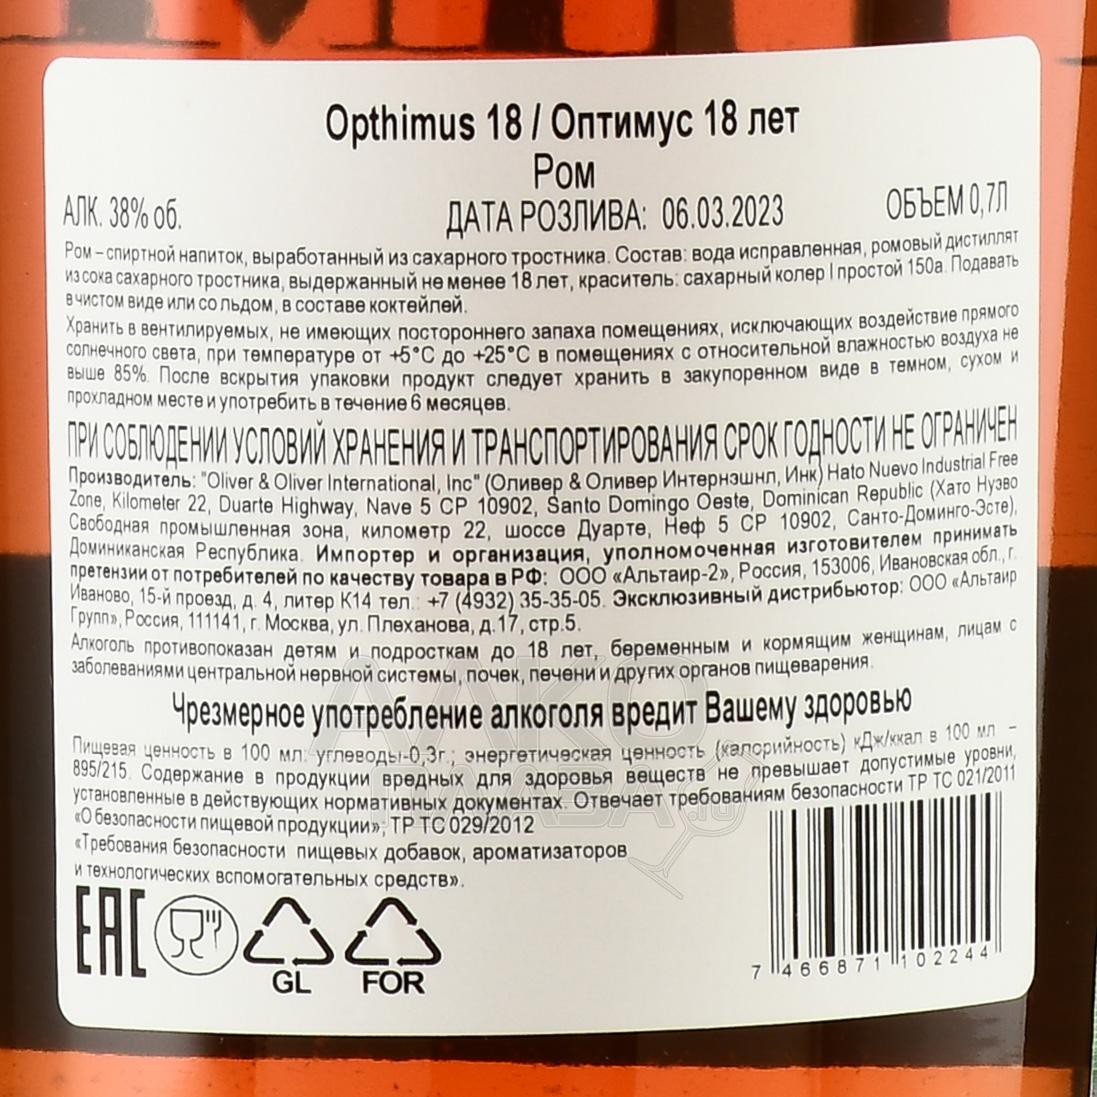 Opthimus 18 / Оптимус 18 лет
Ром
АЛК. 38% об. ДАТА РОЗЛИВА: 06.03.2023 ОБЪЕМ 0,7Л
Ром – спиртной напиток, выработанный из сахарного тростника. Состав: вода исправленная, ромовый дистиллят
из сока сахарного тростника, выдержанный не менее 18 лет, краситель: сахарный колер I простой 150а. Подавать
в чистом виде или со льдом, в составе коктейлей.
Хранить в вентилируемых, не имеющих постороннего запаха помещениях, исключающих воздействие прямого
солнечного света, при температуре от +5°С до +25°С в помещениях с относительной влажностью воздуха не
выше 85%. После вскрытия упаковки продукт следует хранить в закупоренном виде в темном, сухом и
прохладном месте и употребить в течение 6 месяцев.
ПРИ СОБЛЮДЕНИИ УСЛОВИЙ ХРАНЕНИЯ И ТРАНСПОРТИРОВАНИЯ СРОК ГОДНОСТИ НЕ ОГРАНИЧЕН
Производитель: "Oliver & Oliver International, Inc" (Оливер & Оливер Интернэшнл, Инк) Hato Nuevo Industrial Free
Zone, Kilometer 22, Duarte Highway, Nave 5 CP 10902, Santo Domingo Oeste, Dominican Republic (Хато Нуэво
Свободная промышленная зона, километр 22, шоссе Дуарте, Неф 5 CP 10902, Санто-Доминго-Эсте),
Доминиканская Республика. Импортер и организация, уполномоченная изготовителем принимать
претензии от потребителей по качеству товара в РФ: ООО «Альтаир-2», Россия, 153006, Ивановская обл., г.
Иваново, 15-й проезд, д. 4, литер К14 тел.: +7 (4932) 35-35-05. Эксклюзивный дистрибьютор: ООО «Альтаир
Групп», Россия, 111141, г. Москва, ул. Плеханова, д.17, стр.5.
Алкоголь противопоказан детям и подросткам до 18 лет, беременным и кормящим женщинам, лицам с
заболеваниями центральной нервной системы, почек, печени и других органов пищеварения.
Чрезмерное употребление алкоголя вредит Вашему здоровью
Пищевая ценность в 100 мл: углеводы-0,3г.; энергетическая ценность (калорийность) кДж/ккал в 100 мл –
895/215. Содержание в продукции вредных для здоровья веществ не превышает допустимые уровни,
установленные в действующих нормативных документах. Отвечает требованиям безопасности ТР ТС 021/2011
«О безопасности пищевой продукции»; ТР ТС 029/2012
«Требования безопасности пищевых добавок, ароматизаторов
и технологических вспомогательных средств».
EAC
GL FOR
7 466871 102244
АЛКО
ГЛАВА.ru